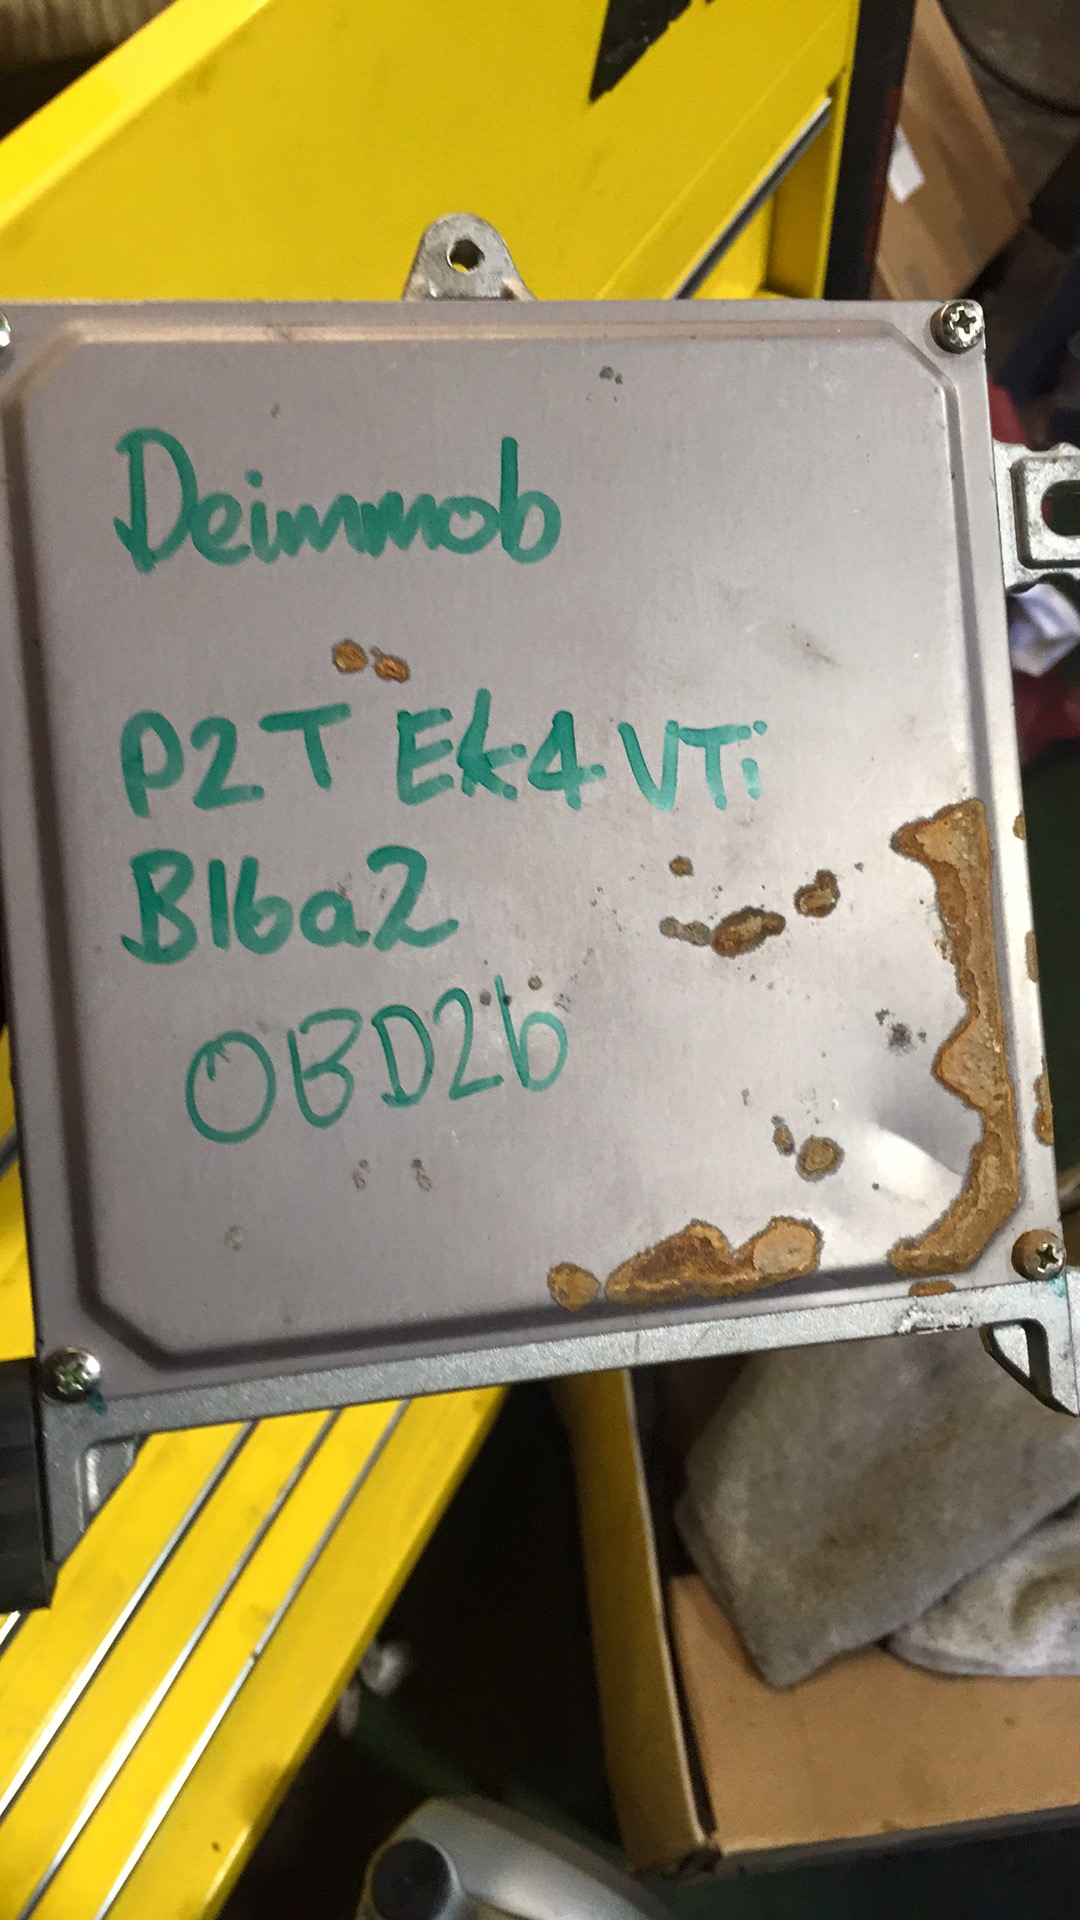 Deimmob
P2T EK4 VTi
B16a2
OBD2b